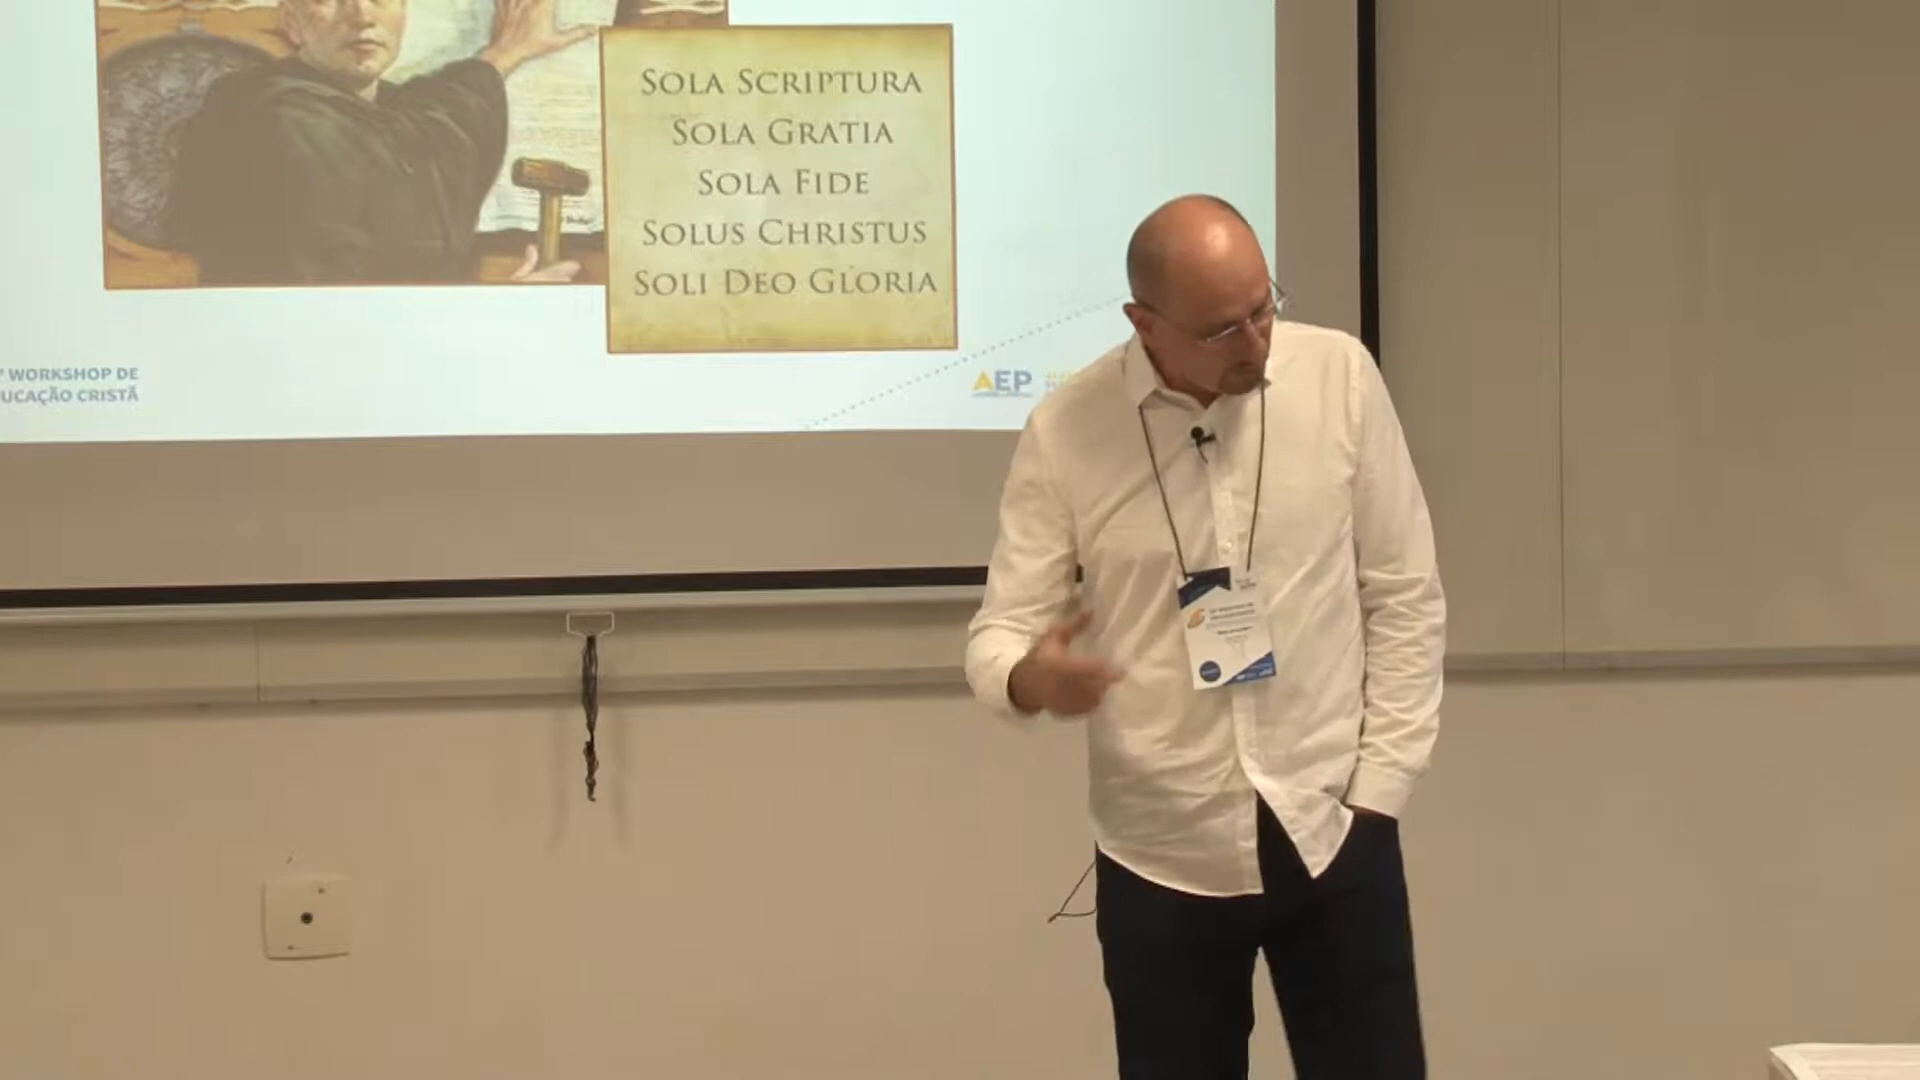 SOLA SCRIPTURA
SOLA GRATIA
SOLA FIDE
SOLUS CHRISTUS
SOLI DEO GLORIA
WORKSHOP DE
UCAÇÃO CRISTÃ
AEP